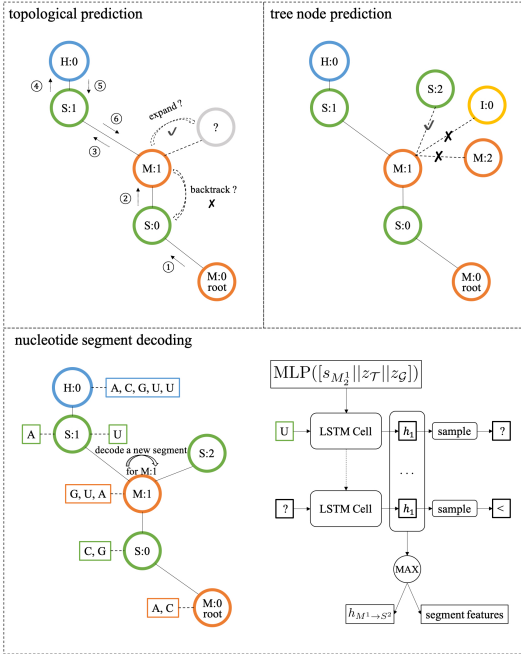 topological prediction
H:0
④
⑤
S:1
⑥
expand ?
✓
?
③
M:1
②
backtrack ?
✗
S:0
①
M:0
root
tree node prediction
H:0
S:2
I:0
S:1
✓
✗
✗
M:1
M:2
S:0
M:0
root
nucleotide segment decoding
H:0
A, C, G, U, U
A
S:1
U
decode a new segment
for M:1
S:2
G, U, A
M:1
C, G
S:0
A, C
M:0
root
MLP([s_{M_2^1}||z_𝒯||z_𝒢])
U
LSTM Cell
h₁
sample
?
...
?
LSTM Cell
h₁
sample
<
MAX
h_{M^1→S^2}
segment features